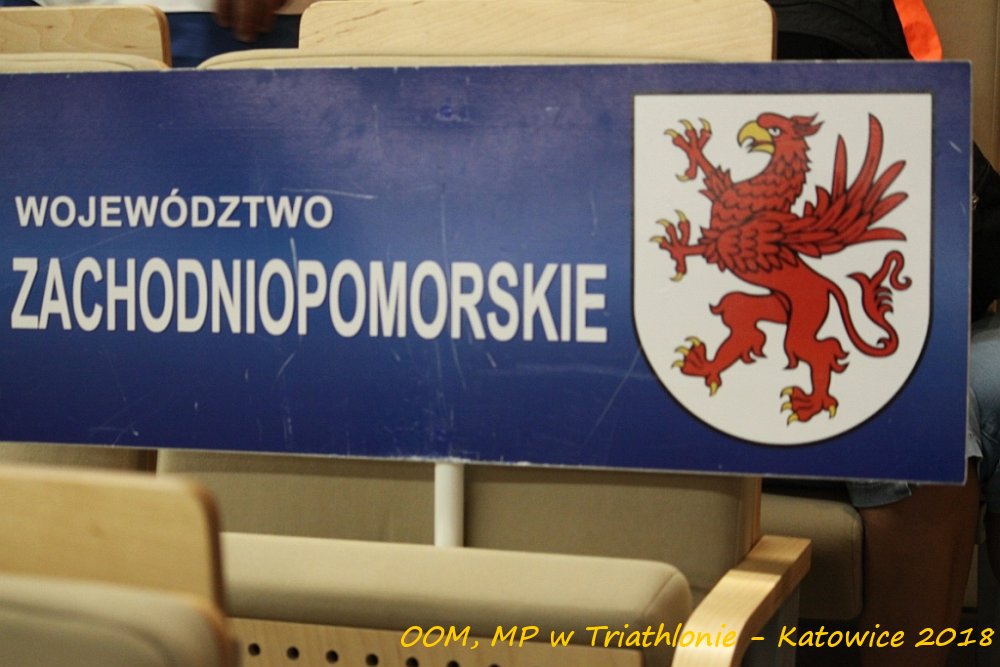 WOJEWÓDZTWO
ZACHODNIOPOMORSKIE
OOM, MP w Triathlonie - Katowice 2018